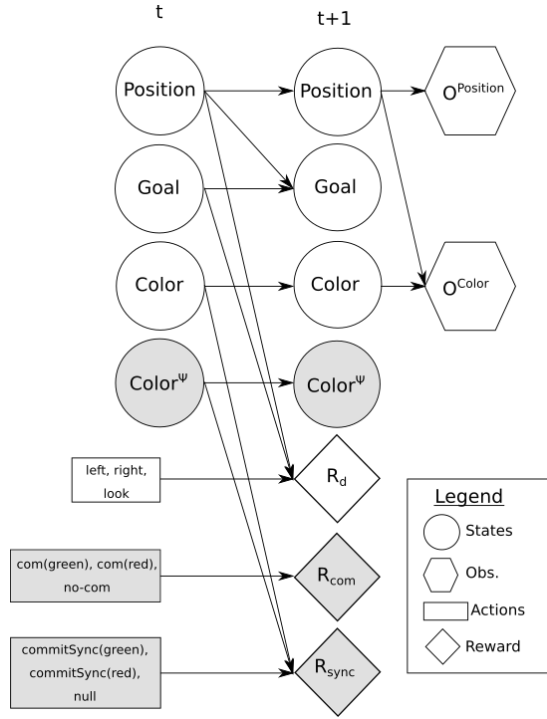 t
t+1
Position
Position
O^Position
Goal
Goal
Color
Color
O^Color
Color^Ψ
Color^Ψ
left, right,
look
R_d
com(green), com(red),
no-com
R_com
commitSync(green),
commitSync(red),
null
R_sync
Legend
States
Obs.
Actions
Reward